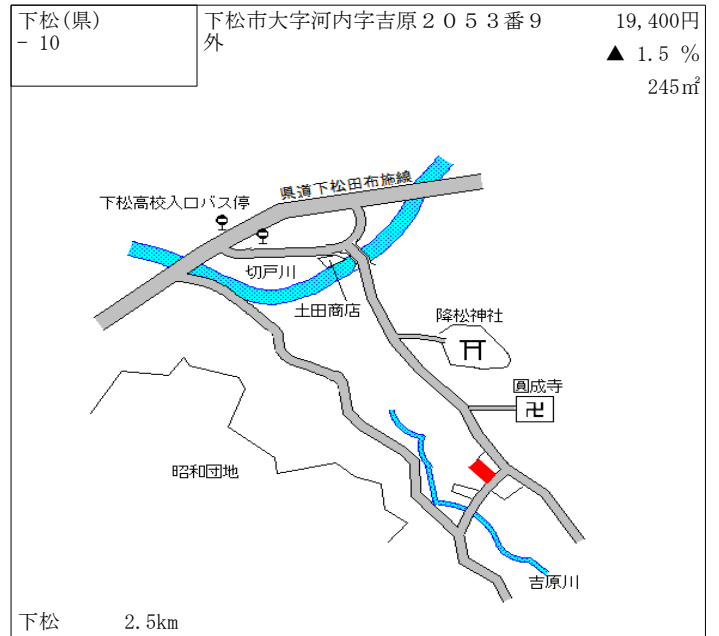 下松(県)
- 10
下松市大字河内字吉原２０５３番９
外
19,400円
▲ 1.5 %
245㎡
県道下松田布施線
下松高校入口バス停
切戸川
土田商店
降松神社
圓成寺
卍
昭和団地
吉原川
下松 2.5km